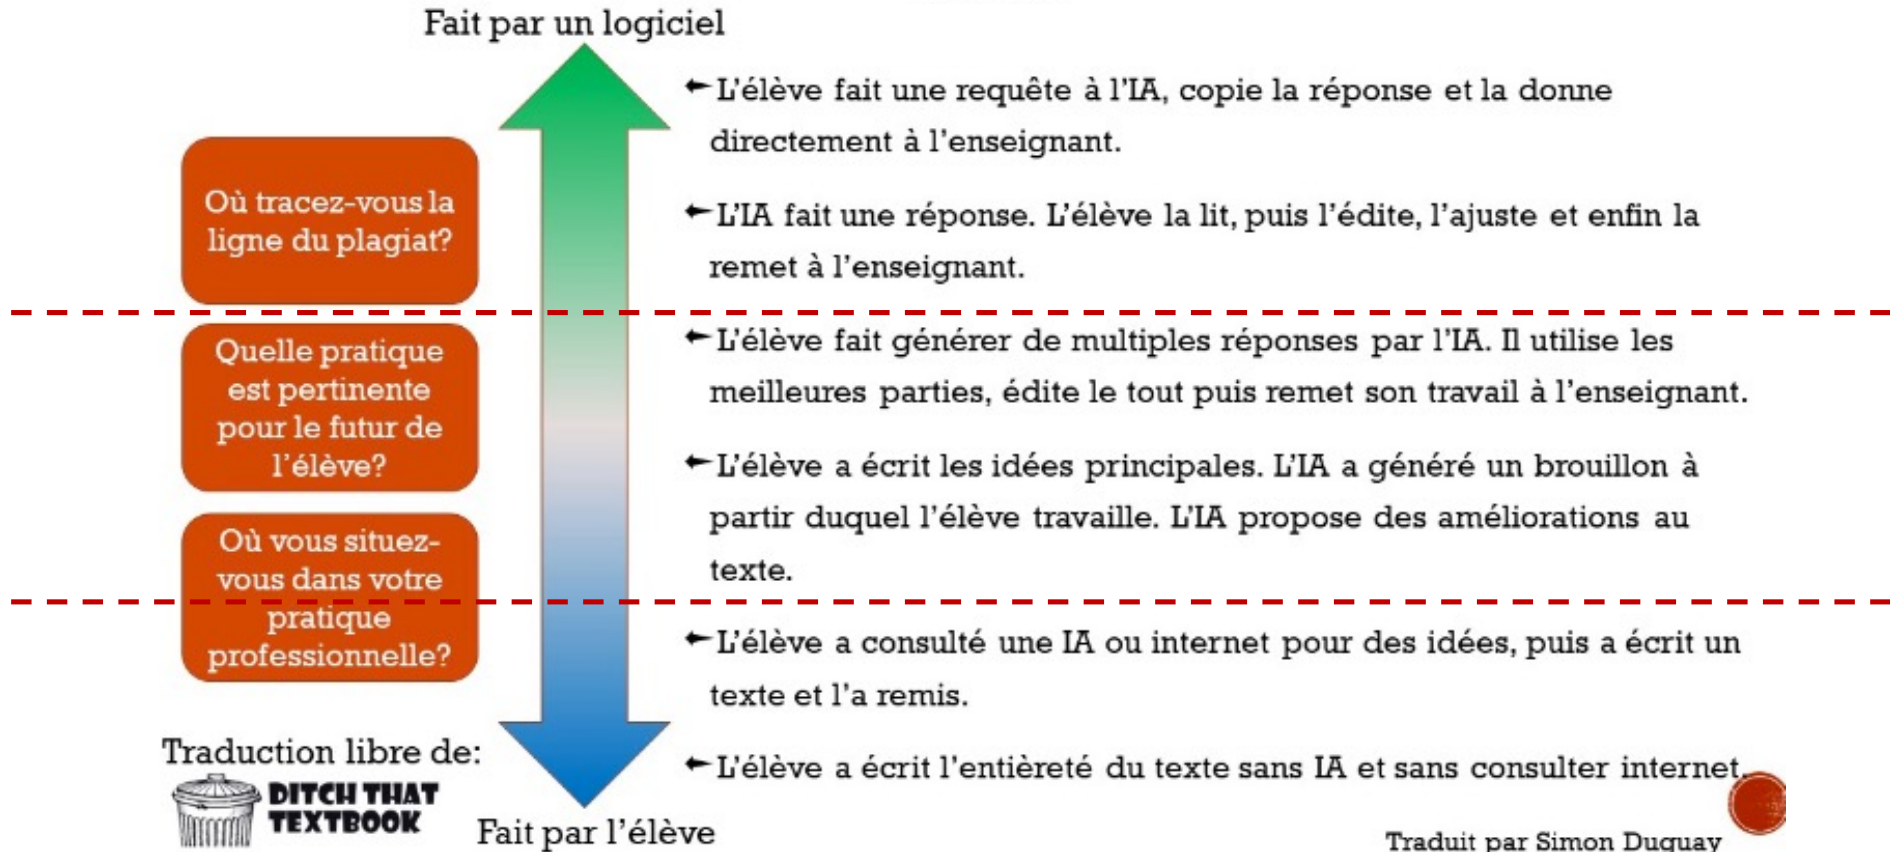 Fait par un logiciel
L'élève fait une requête à l'IA, copie la réponse et la donne
directement à l'enseignant.
Où tracez-vous la
ligne du plagiat?
L'IA fait une réponse. L'élève la lit, puis l'édite, l'ajuste et enfin la
remet à l'enseignant.
Quelle pratique
est pertinente
pour le futur de
l'élève?
L'élève fait générer de multiples réponses par l'IA. Il utilise les
meilleures parties, édite le tout puis remet son travail à l'enseignant.
L'élève a écrit les idées principales. L'IA a généré un brouillon à
partir duquel l'élève travaille. L'IA propose des améliorations au
texte.
Où vous situez-
vous dans votre
pratique
professionnelle?
L'élève a consulté une IA ou internet pour des idées, puis a écrit un
texte et l'a remis.
L'élève a écrit l'entièreté du texte sans IA et sans consulter internet.
Traduction libre de:
DITCH THAT
TEXTBOOK
Fait par l'élève
Traduit par Simon Duguay